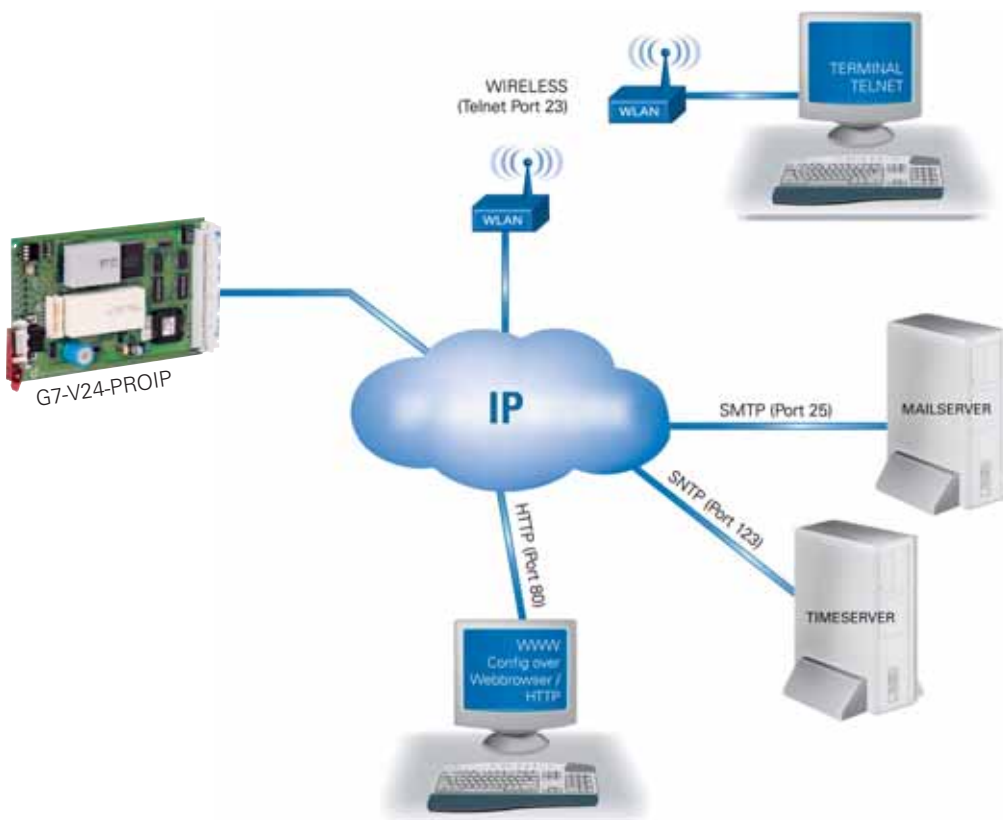 WIRELESS
(Telnet Port 23)
WLAN
TERMINAL
TELNET
WLAN
G7-V24-PROIP
IP
SMTP (Port 25)
MAILSERVER
SNTP (Port 123)
TIMESERVER
HTTP (Port 80)
WWW
Config over
Webbrowser /
HTTP